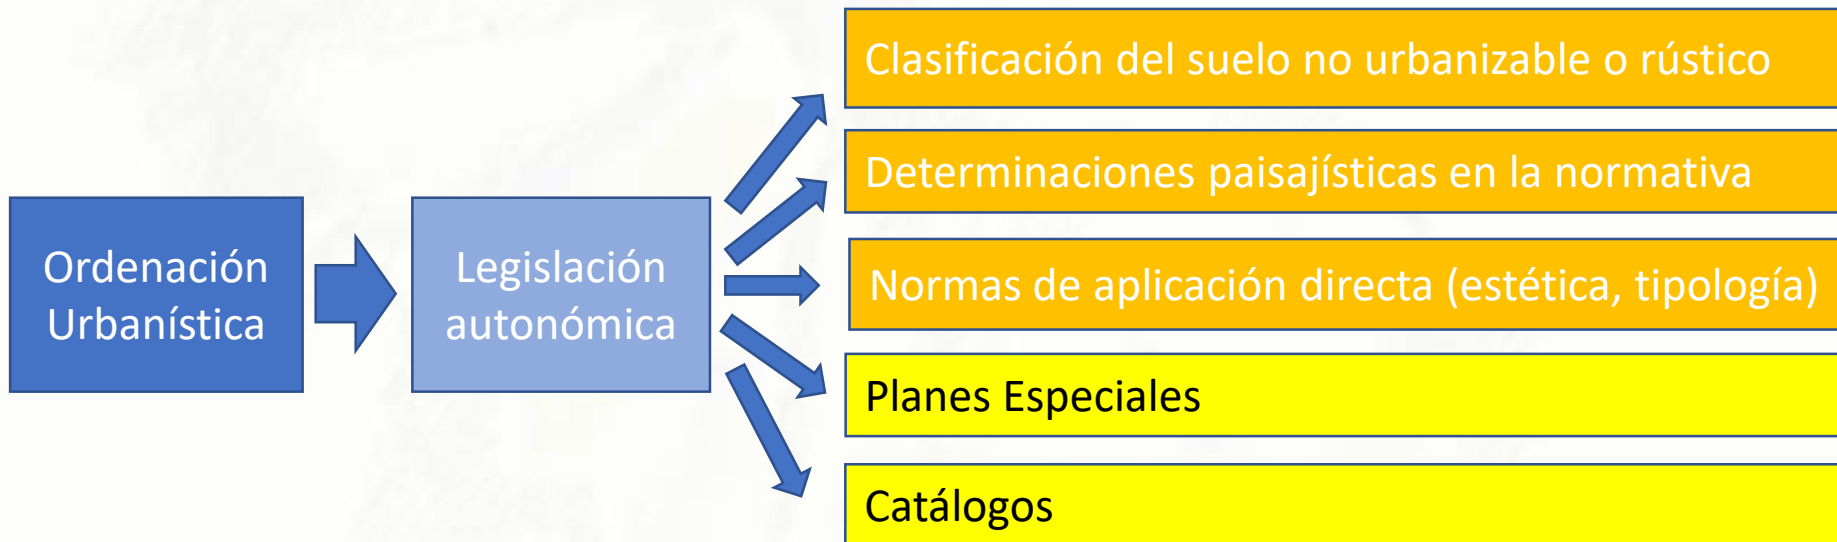 Ordenación
Urbanística
Legislación
autonómica
Clasificación del suelo no urbanizable o rústico
Determinaciones paisajísticas en la normativa
Normas de aplicación directa (estética, tipología)
Planes Especiales
Catálogos